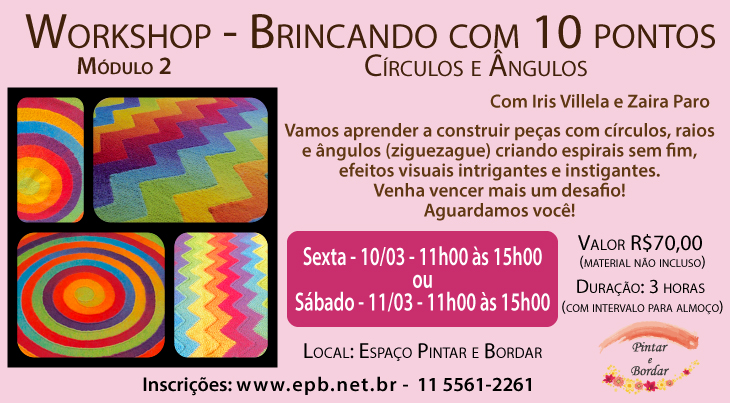 Workshop - Brincando com 10 pontos
Módulo 2
Círculos e Ângulos
Com Iris Villela e Zaira Paro
Vamos aprender a construir peças com círculos, raios
e ângulos (ziguezague) criando espirais sem fim,
efeitos visuais intrigantes e instigantes.
Venha vencer mais um desafio!
Aguardamos você!
Sexta - 10/03 - 11h00 às 15h00
ou
Sábado - 11/03 - 11h00 às 15h00
Valor R$70,00
(material não incluso)
Duração: 3 horas
(com intervalo para almoço)
Local: Espaço Pintar e Bordar
Pintar
e
Bordar
Inscrições: www.epb.net.br - 11 5561-2261